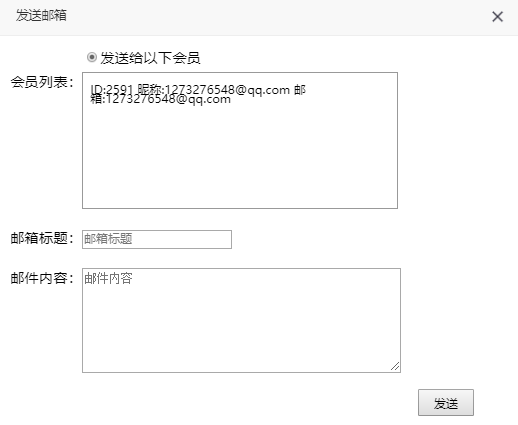 发送邮箱
发送给以下会员
会员列表：
ID:2591 昵称:1273276548@qq.com 邮
箱:1273276548@qq.com
邮箱标题： 邮箱标题
邮件内容： 邮件内容
发送